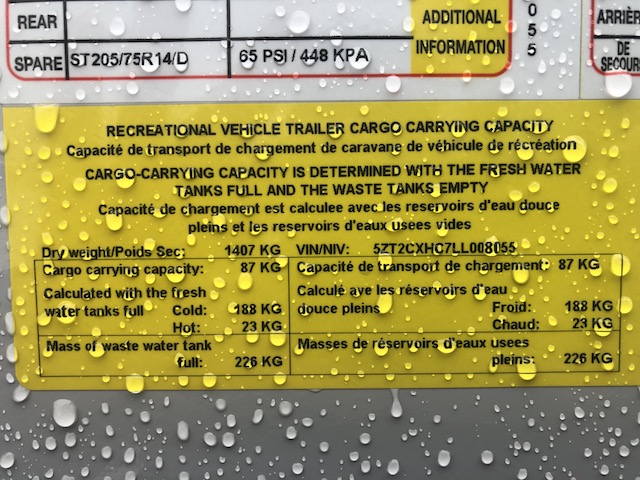 REAR
SPARE ST205/75R14/D 65 PSI / 448 KPA
ADDITIONAL
INFORMATION
0
5
5
ARRIÈR
DE
SECOURS
RECREATIONAL VEHICLE TRAILER CARGO CARRYING CAPACITY
Capacité de transport de chargement de caravane de véhicule de récréation
CARGO-CARRYING CAPACITY IS DETERMINED WITH THE FRESH WATER
TANKS FULL AND THE WASTE TANKS EMPTY
Capacité de chargement est calculee avec les reservoirs d'eau douce
pleins et les reservoirs d'eaux usées vides
Dry weight/Poids Sec: 1407 KG VIN/NIV: 5ZT2CXHC7LL008055
Cargo carrying capacity: 87 KG
Calculated with the fresh
water tanks full Cold: 188 KG
Hot: 23 KG
Mass of waste water tank
full: 226 KG
Capacité de transport de chargement: 87 KG
Calculé ave les réservoirs d'eau
douce pleins Froid: 188 KG
Chaud: 23 KG
Masses de réservoirs d'eaux usees
pleins: 226 KG